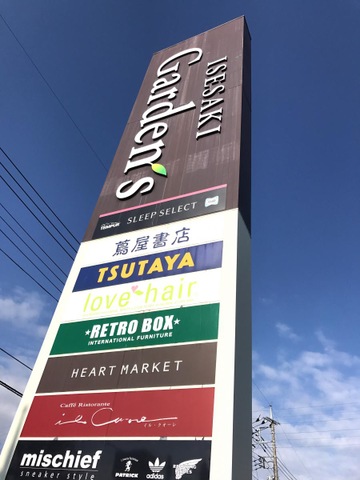 ISESAKI
Garden's
TEMPUR
SLEEP SELECT
蔦屋書店
TSUTAYA
love hair
RETRO BOX
INTERNATIONAL FURNITURE
HEART MARKET
Caffè Ristorante
il Cuore
イル・クオーレ
mischief
sneaker style
PATRICK
adidas